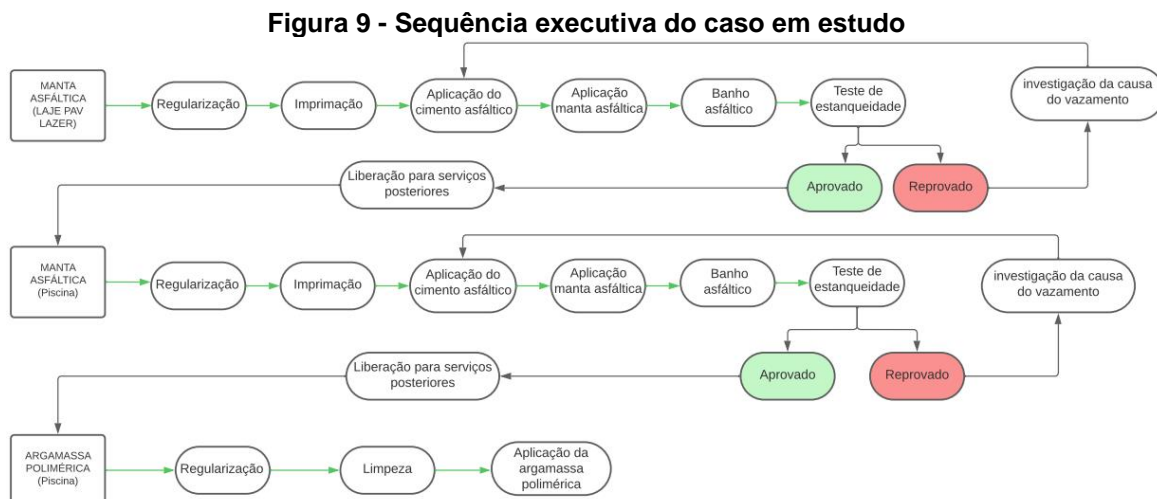 Figura 9 - Sequência executiva do caso em estudo
MANTA
ASFÁLTICA
(LAJE PAV
LAZER)
Regularização
Imprimação
Aplicação do
cimento asfáltico
Aplicação
manta asfáltica
Banho
asfáltico
Teste de
estanqueidade
investigação da causa
do vazamento
Liberação para serviços
posteriores
Aprovado
Reprovado
MANTA
ASFÁLTICA
(Piscina)
Regularização
Imprimação
Aplicação do
cimento asfáltico
Aplicação
manta asfáltica
Banho
asfáltico
Teste de
estanqueidade
investigação da causa
do vazamento
Liberação para serviços
posteriores
Aprovado
Reprovado
ARGAMASSA
POLIMÉRICA
(Piscina)
Regularização
Limpeza
Aplicação da
argamassa
polimérica